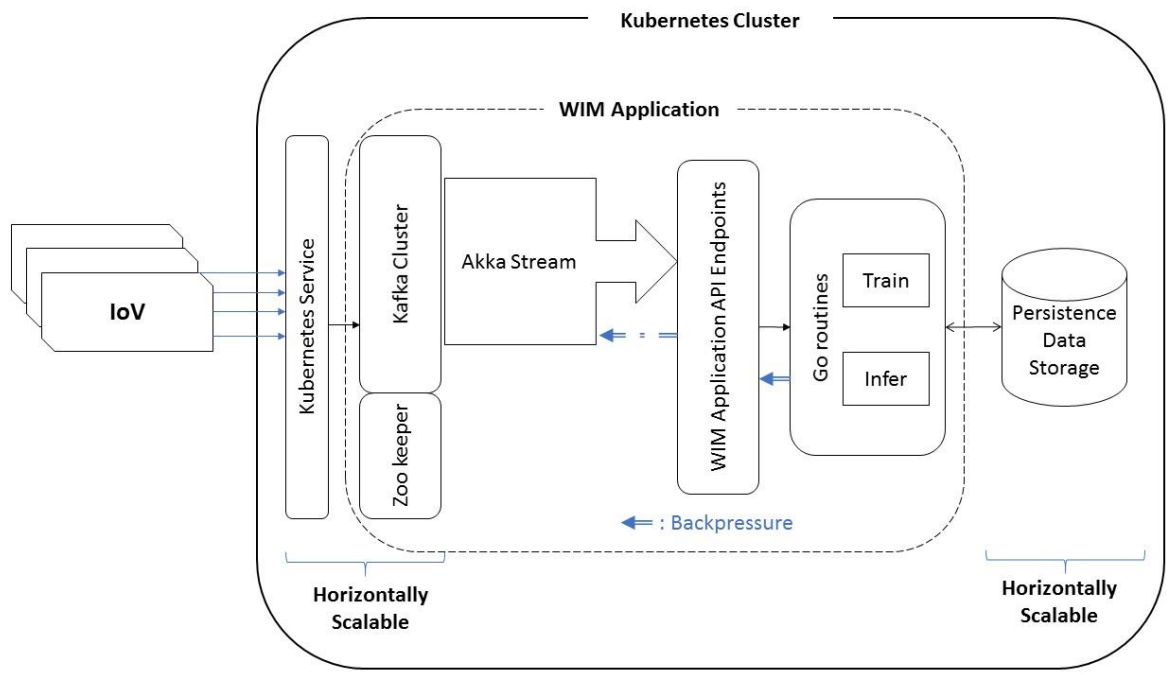 Kubernetes Cluster
WIM Application
IoV
Kubernetes Service
Kafka Cluster
Zoo keeper
Akka Stream
WIM Application API Endpoints
Go routines
Train
Infer
Persistence
Data
Storage
: Backpressure
Horizontally
Scalable
Horizontally
Scalable